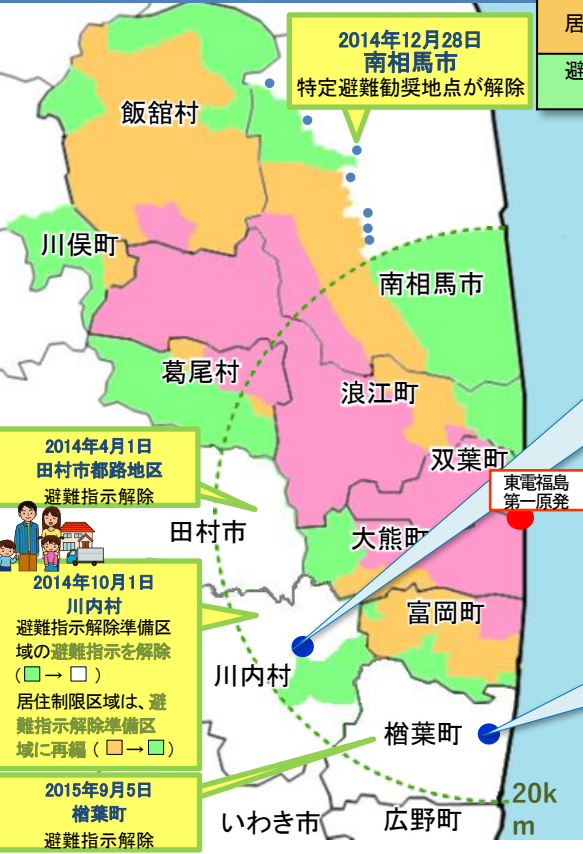 居
避
2014年12月28日
南相馬市
特定避難勧奨地点が解除
飯舘村
川俣町
南相馬市
葛尾村
浪江町
2014年4月1日
田村市都路地区
避難指示解除
双葉町
東電福島
第一原発
田村市
大熊町
2014年10月1日
川内村
避難指示解除準備区
域の避難指示を解除
(□→□)
居住制限区域は、避
難指示解除準備区
域に再編(□→□)
富岡町
川内村
楢葉町
2015年9月5日
楢葉町
避難指示解除
いわき市
広野町
20k
m